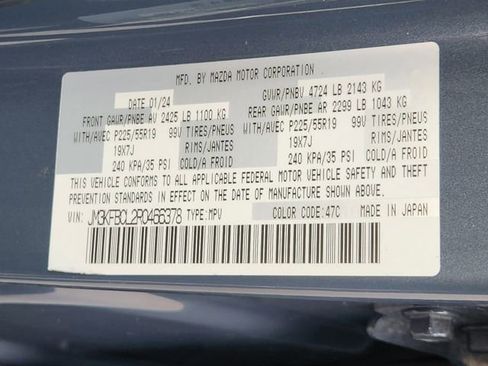 MFD. BY MAZDA MOTOR CORPORATION
DATE 01/24 GVWR/PNBV 4724 LB 2143 KG
FRONT GAWR/PNBE AV 2425 LB 1100 KG REAR GAWR/PNBE AR 2299 LB 1043 KG
WITH/AVEC P225/55R19 99V TIRES/PNEUS WITH/AVEC P225/55R19 99V TIRES/PNEUS
19X7J RIMS/JANTES 19X7J RIMS/JANTES
240 KPA/35 PSI COLD/A FROID 240 KPA/35 PSI COLD/A FROID
THIS VEHICLE CONFORMS TO ALL APPLICABLE FEDERAL MOTOR VEHICLE SAFETY AND THEFT
PREVENTION STANDARDS IN EFFECT ON THE DATE OF MANUFACTURE SHOWN ABOVE.
VIN: JM3KFBCL2R0466378 TYPE:MPV COLOR CODE:47C MADE IN JAPAN